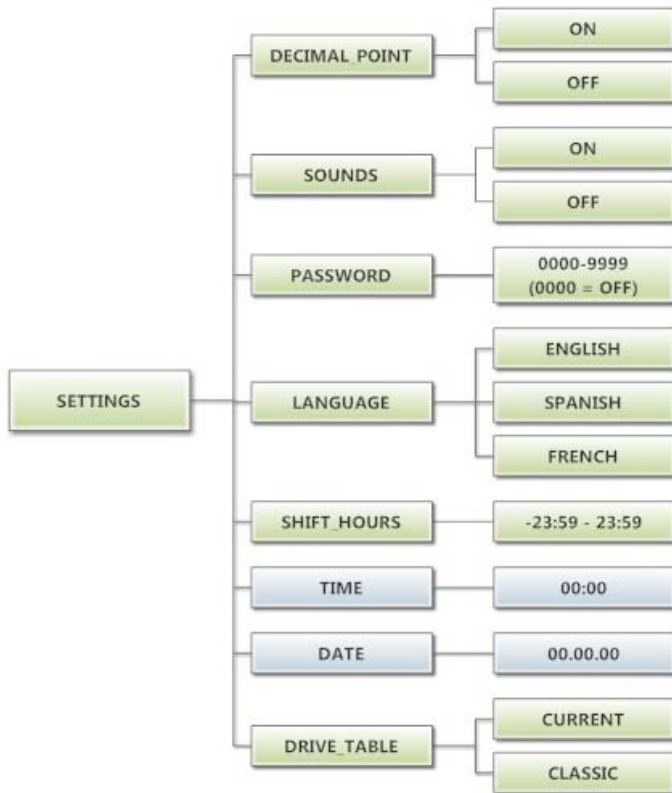 SETTINGS
DECIMAL_POINT
ON
OFF
SOUNDS
ON
OFF
PASSWORD
0000-9999
(0000 = OFF)
LANGUAGE
ENGLISH
SPANISH
FRENCH
SHIFT_HOURS
-23:59 - 23:59
TIME
00:00
DATE
00.00.00
DRIVE_TABLE
CURRENT
CLASSIC